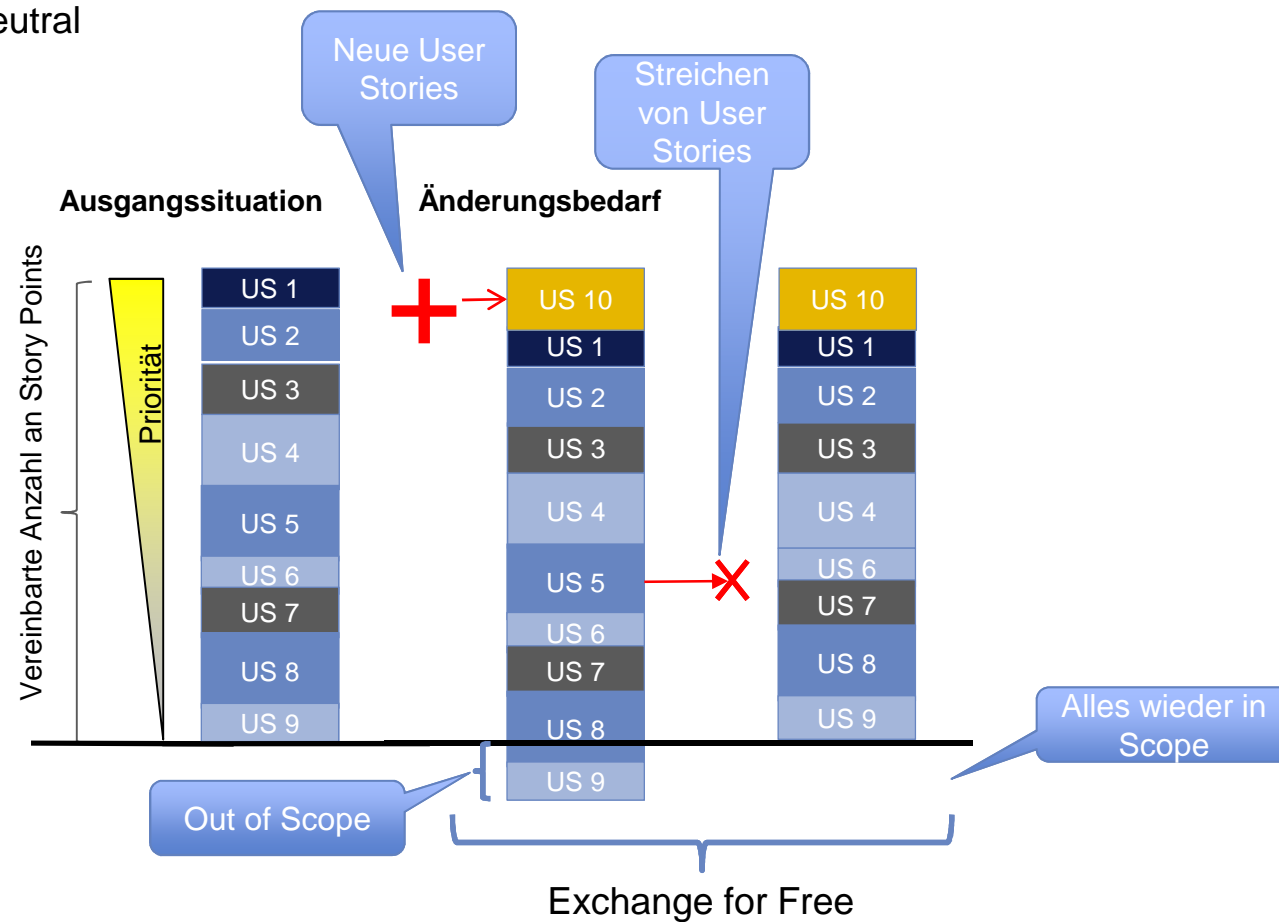 eutral
Neue User
Stories
Streichen
von User
Stories
Ausgangssituation
Änderungsbedarf
Vereinbarte Anzahl an Story Points
Priorität
US 1
US 2
US 3
US 4
US 5
US 6
US 7
US 8
US 9
US 10
US 1
US 2
US 3
US 4
US 5
US 6
US 7
US 8
US 9
US 10
US 1
US 2
US 3
US 4
US 6
US 7
US 8
US 9
Out of Scope
Alles wieder in
Scope
Exchange for Free